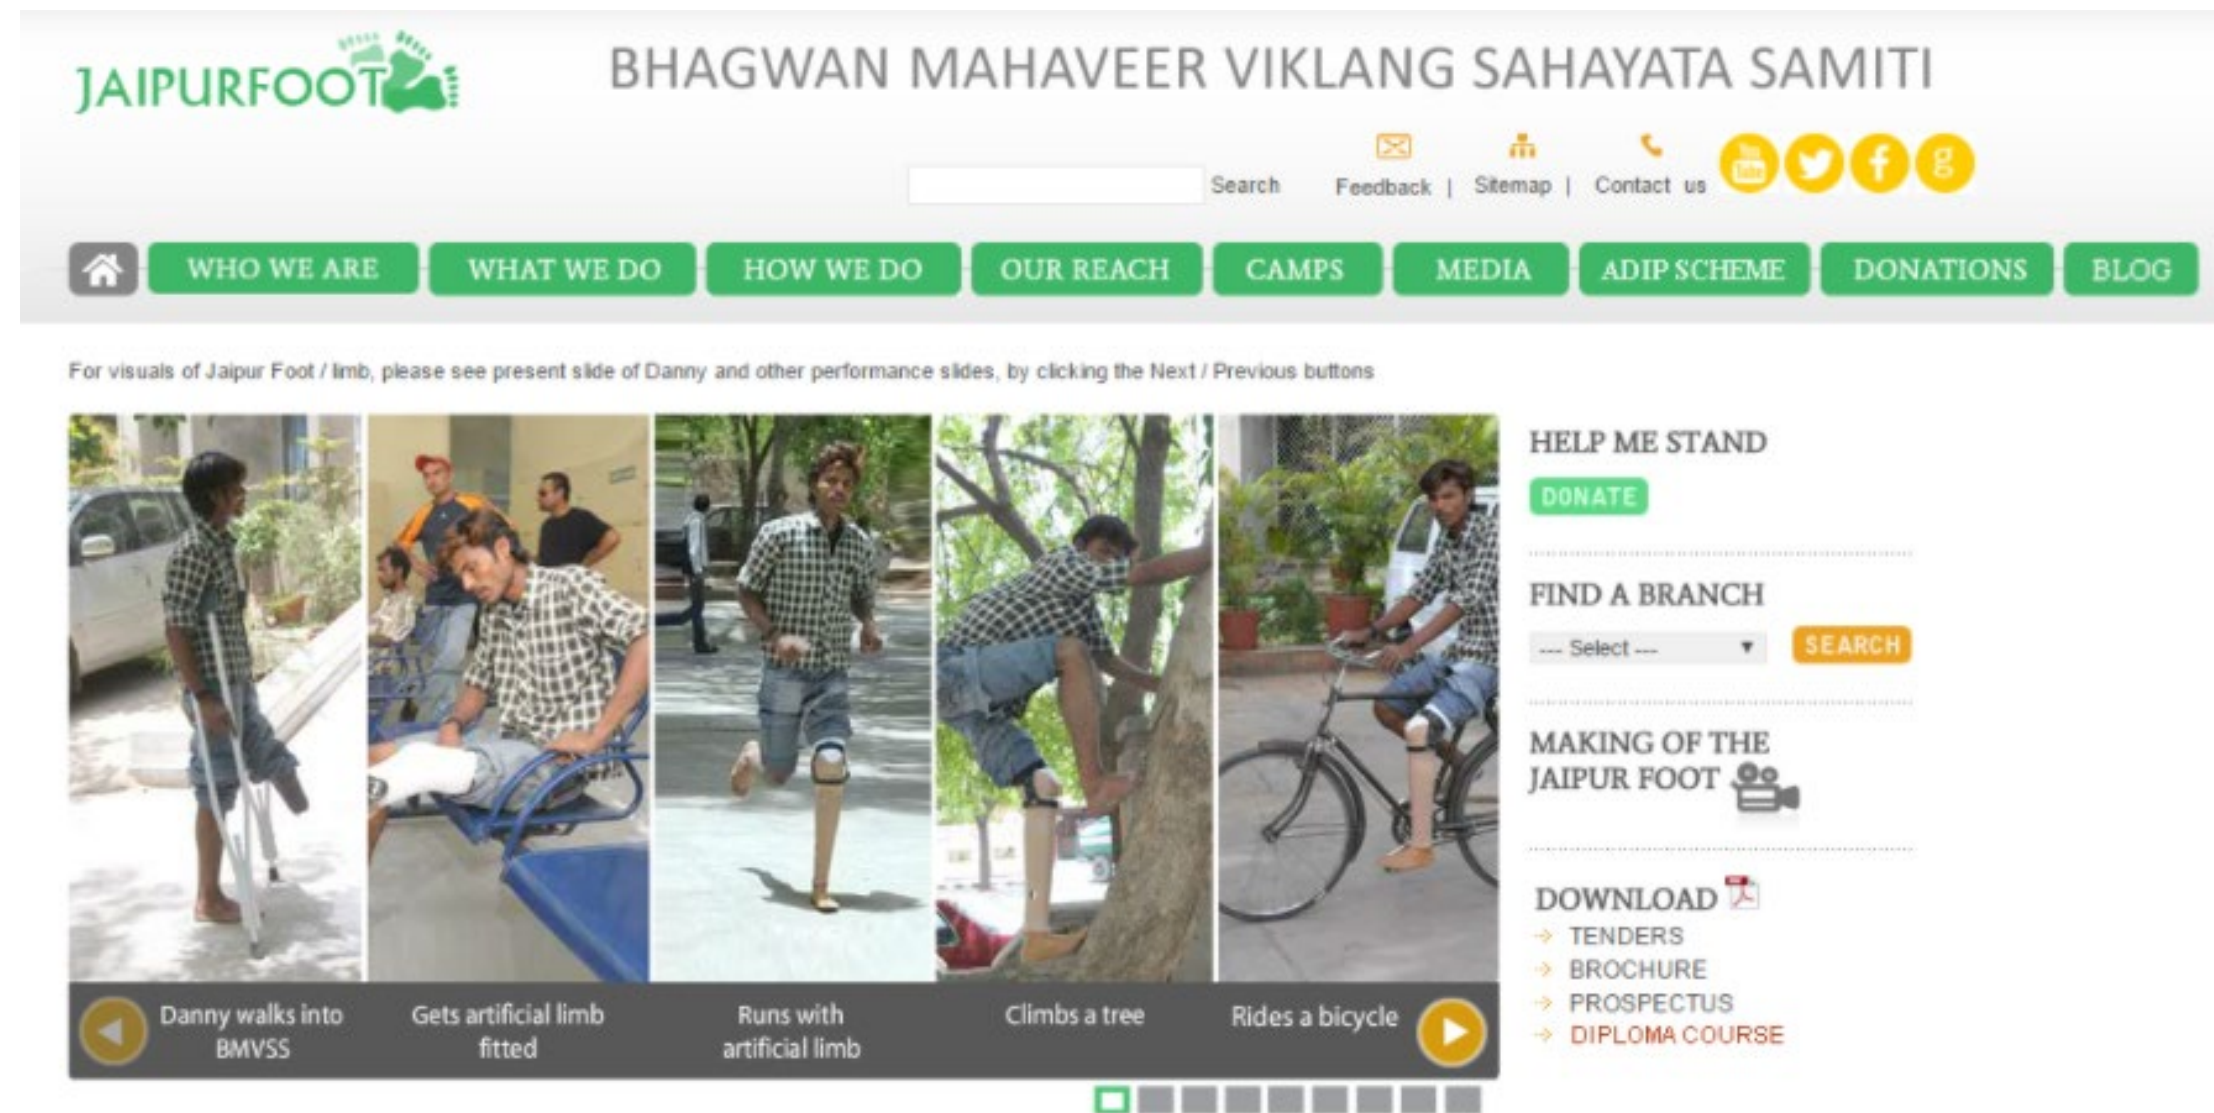 JAIPURFOOT
BHAGWAN MAHAVEER VIKLANG SAHAYATA SAMITI
Search
Feedback | Sitemap | Contact us
You Tube
f
g
WHO WE ARE
WHAT WE DO
HOW WE DO
OUR REACH
CAMPS
MEDIA
ADIP SCHEME
DONATIONS
BLOG
For visuals of Jaipur Foot / limb, please see present slide of Danny and other performance slides, by clicking the Next / Previous buttons
Danny walks into
BMVSS
Gets artificial limb
fitted
Runs with
artificial limb
Climbs a tree
Rides a bicycle
HELP ME STAND
DONATE
FIND A BRANCH
--- Select ---
SEARCH
MAKING OF THE
JAIPUR FOOT
DOWNLOAD
TENDERS
BROCHURE
PROSPECTUS
DIPLOMA COURSE